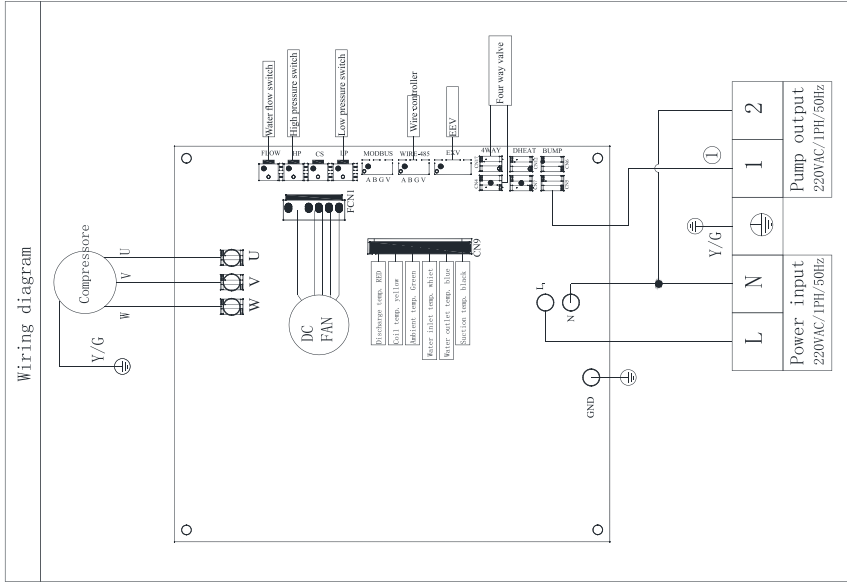 Wiring diagram
Compressore
U
V
W
Y/G
U
V
W
Water flow switch
High pressure switch
Low pressure switch
Wire-controller
EEV
Four way valve
FLOW
HP
CS
LP
MODBUS
WIRE-485
EXV
4WAY
DHEAT
BUMP
A B G V
A B G V
FCN1
DC
FAN
CN9
Discharge temp, RED
Coil temp, yellow
Ambient temp, Green
Water inlet temp, whiet
Water outlet temp, blue
Suction temp, black
L
N
GND
Y/G
1
2
1
N
L
Pump output
220VAC/1PH/50Hz
Power input
220VAC/1PH/50Hz